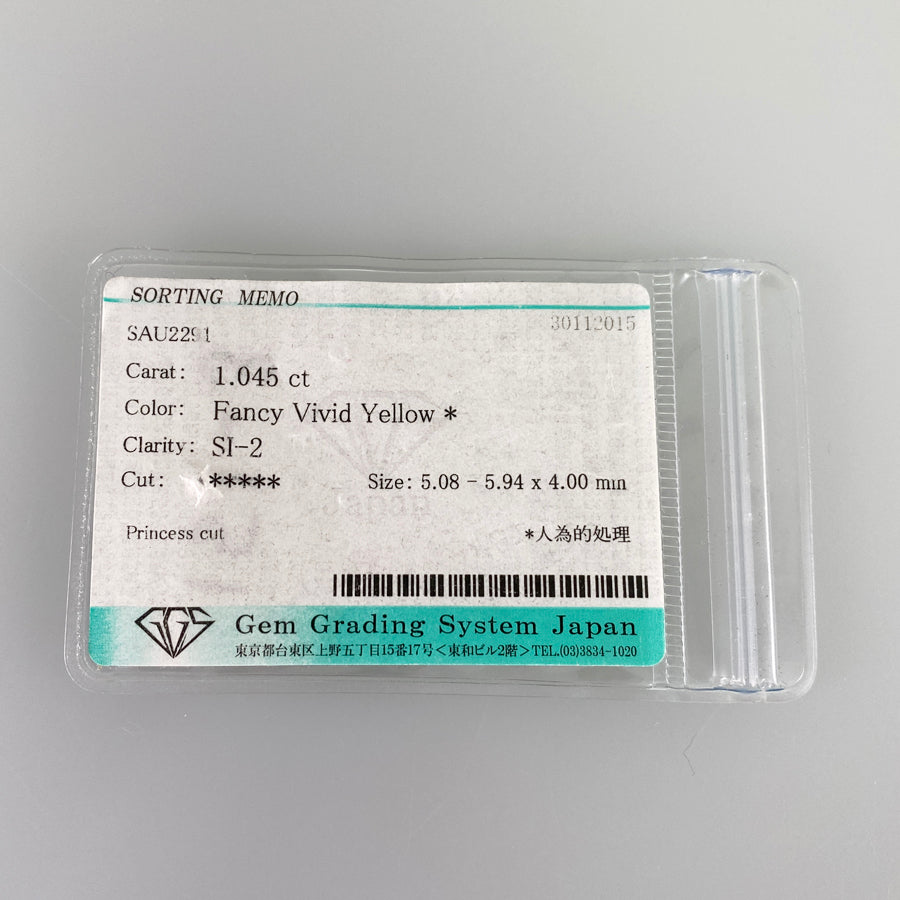 SORTING MEMO
30112015
SAU2291
Carat: 1.045 ct
Color: Fancy Vivid Yellow *
Clarity: SI-2
Cut: ***** Size: 5.08 - 5.94 x 4.00 mm
Japan
Princess cut *人為的処理
GGS Gem Grading System Japan
東京都台東区上野五丁目15番17号<東和ビル2階>TEL.(03)3834-1020